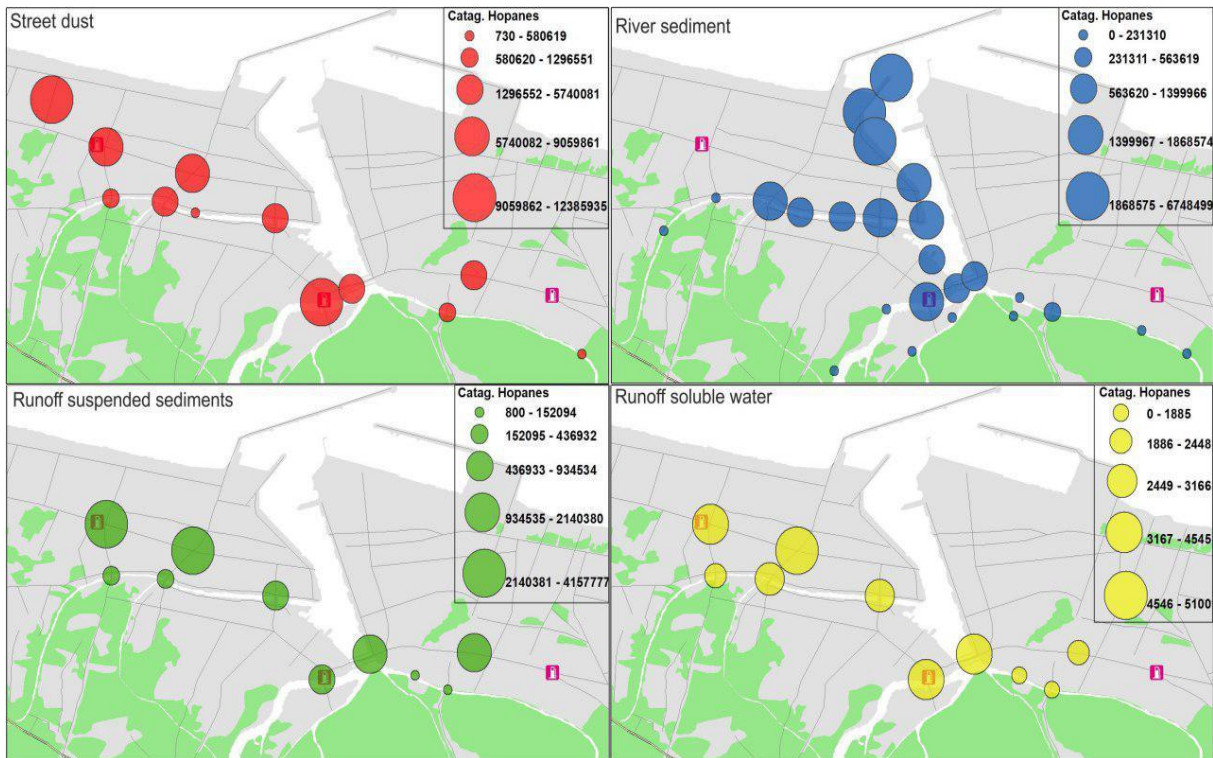 Street dust
Catag. Hopanes
730 - 580619
580620 - 1296551
1296552 - 5740081
5740082 - 9059861
9059862 - 12385935
River sediment
Catag. Hopanes
0 - 231310
231311 - 563619
563620 - 1399966
1399967 - 1868574
1868575 - 6748499
Runoff suspended sediments
Catag. Hopanes
800 - 152094
152095 - 436932
436933 - 934534
934535 - 2140380
2140381 - 4157777
Runoff soluble water
Catag. Hopanes
0 - 1885
1886 - 2448
2449 - 3166
3167 - 4545
4546 - 5100